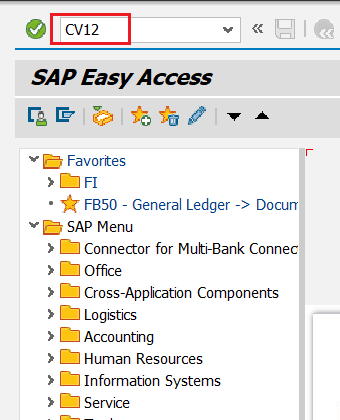 CV12
SAP Easy Access
Favorites
FI
FB50 - General Ledger -> Docum
SAP Menu
Connector for Multi-Bank Connec
Office
Cross-Application Components
Logistics
Accounting
Human Resources
Information Systems
Service